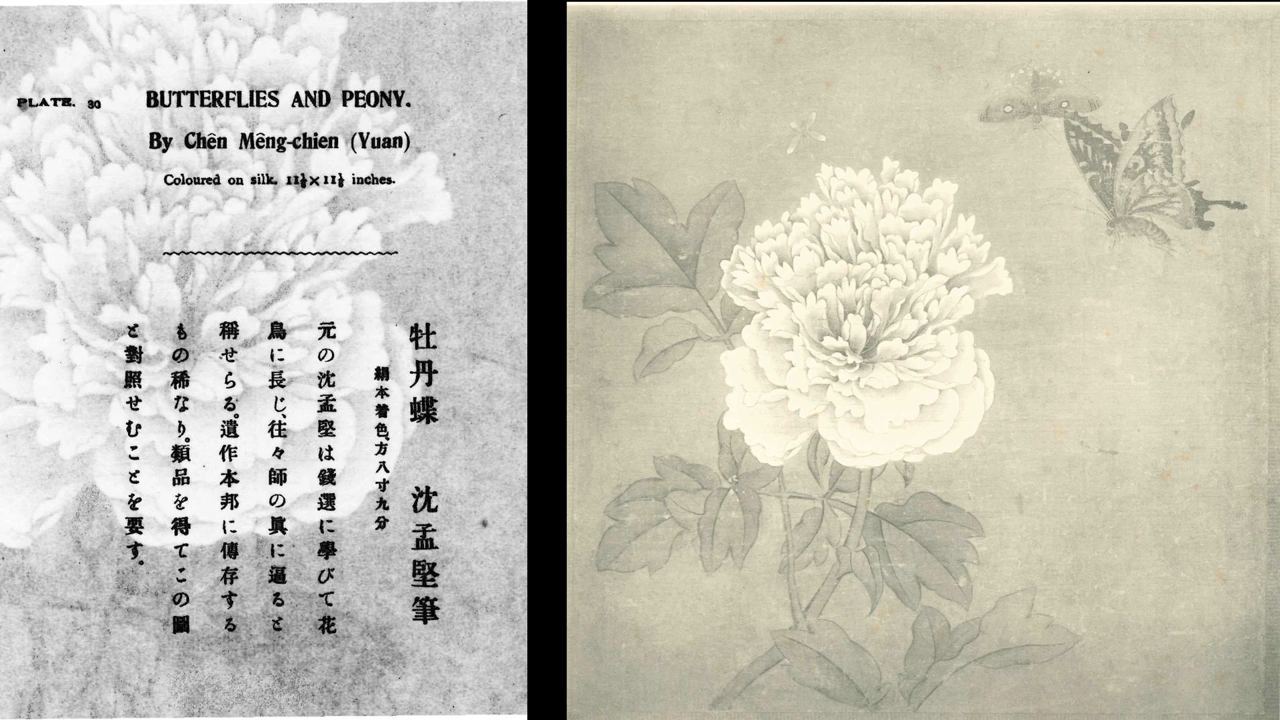 PLATE. 30
BUTTERFLIES AND PEONY.
By Chên Mêng-chien (Yuan)
Coloured on silk. 11½×11½ inches.
牡丹蝶 沈孟堅筆
絹本着色、方八寸九分
元の沈孟堅は錢選に學びて花
鳥に長じ、往々師の眞に逼ると
稱せらる。遺作本邦に傳存する
もの稀なり。類品を得てこの圖
と對照せむことを要す。